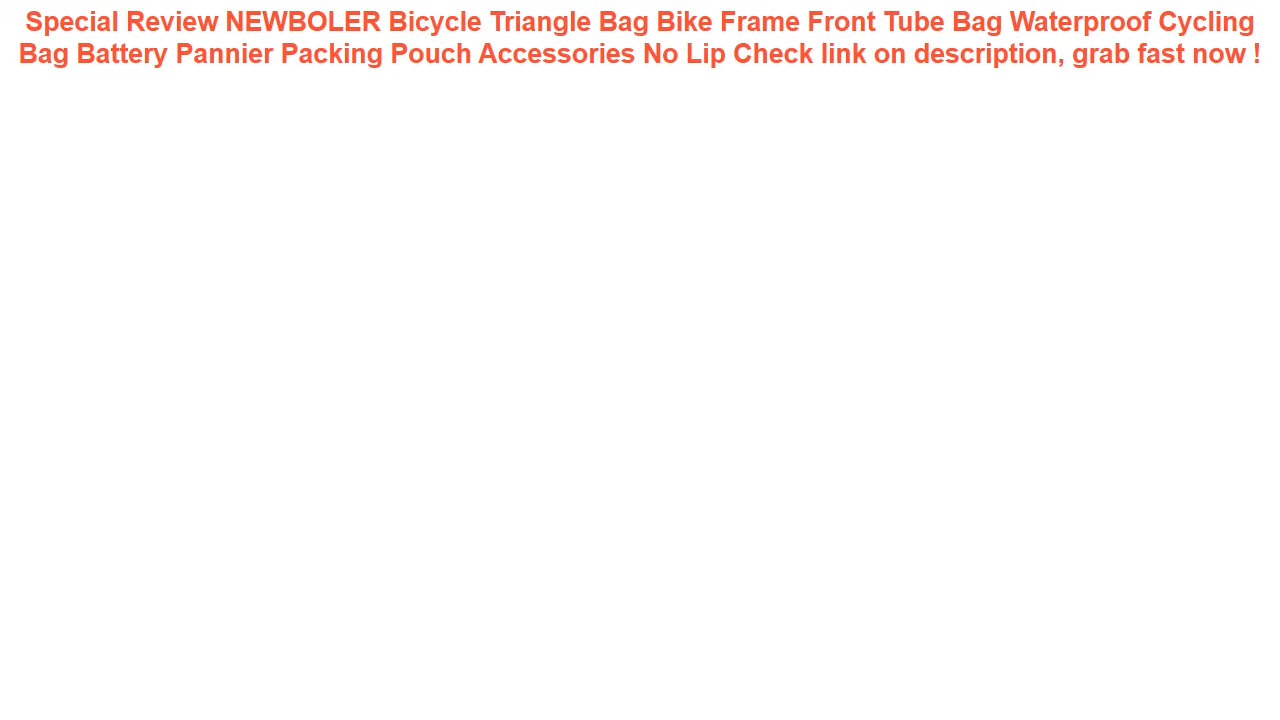 Special Review NEWBOLER Bicycle Triangle Bag Bike Frame Front Tube Bag Waterproof Cycling
Bag Battery Pannier Packing Pouch Accessories No Lip Check link on description, grab fast now !